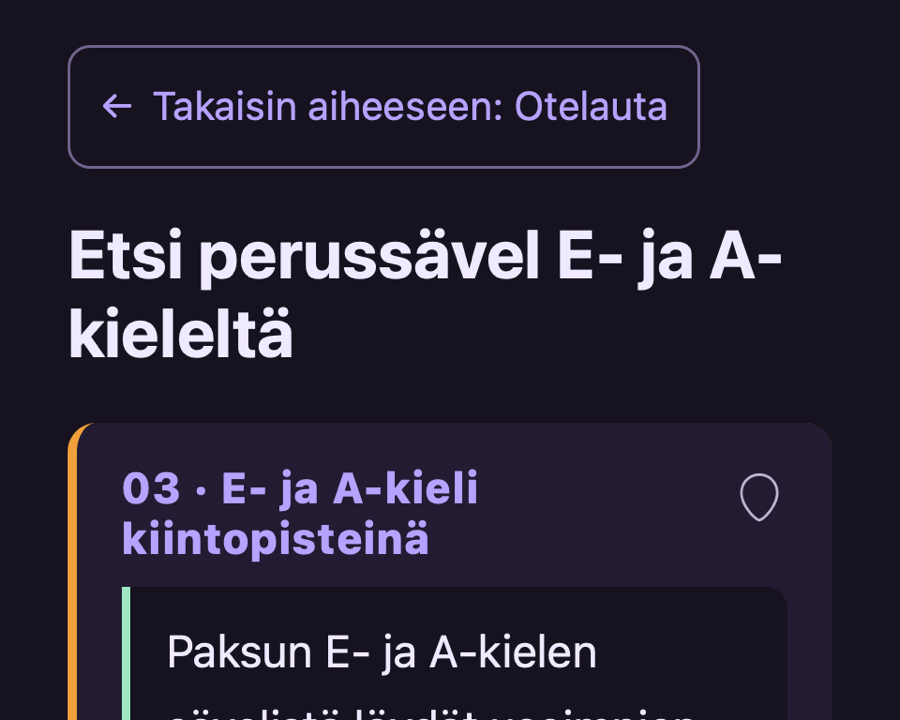 ← Takaisin aiheeseen: Otelauta
Etsi perussävel E- ja A-
kieleltä
03 · E- ja A-kieli
kiintopisteinä
Paksun E- ja A-kielen